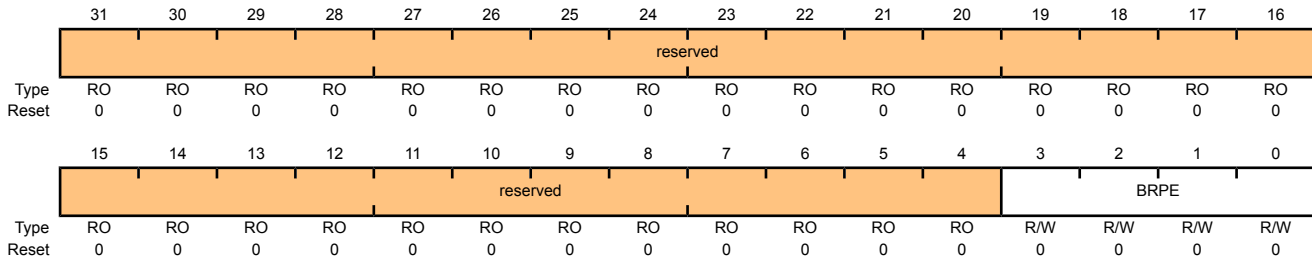 31 30 29 28 27 26 25 24 23 22 21 20 19 18 17 16
reserved
Type RO RO RO RO RO RO RO RO RO RO RO RO RO RO RO RO
Reset 0 0 0 0 0 0 0 0 0 0 0 0 0 0 0 0
15 14 13 12 11 10 9 8 7 6 5 4 3 2 1 0
reserved BRPE
Type RO RO RO RO RO RO RO RO RO RO RO RO R/W R/W R/W R/W
Reset 0 0 0 0 0 0 0 0 0 0 0 0 0 0 0 0